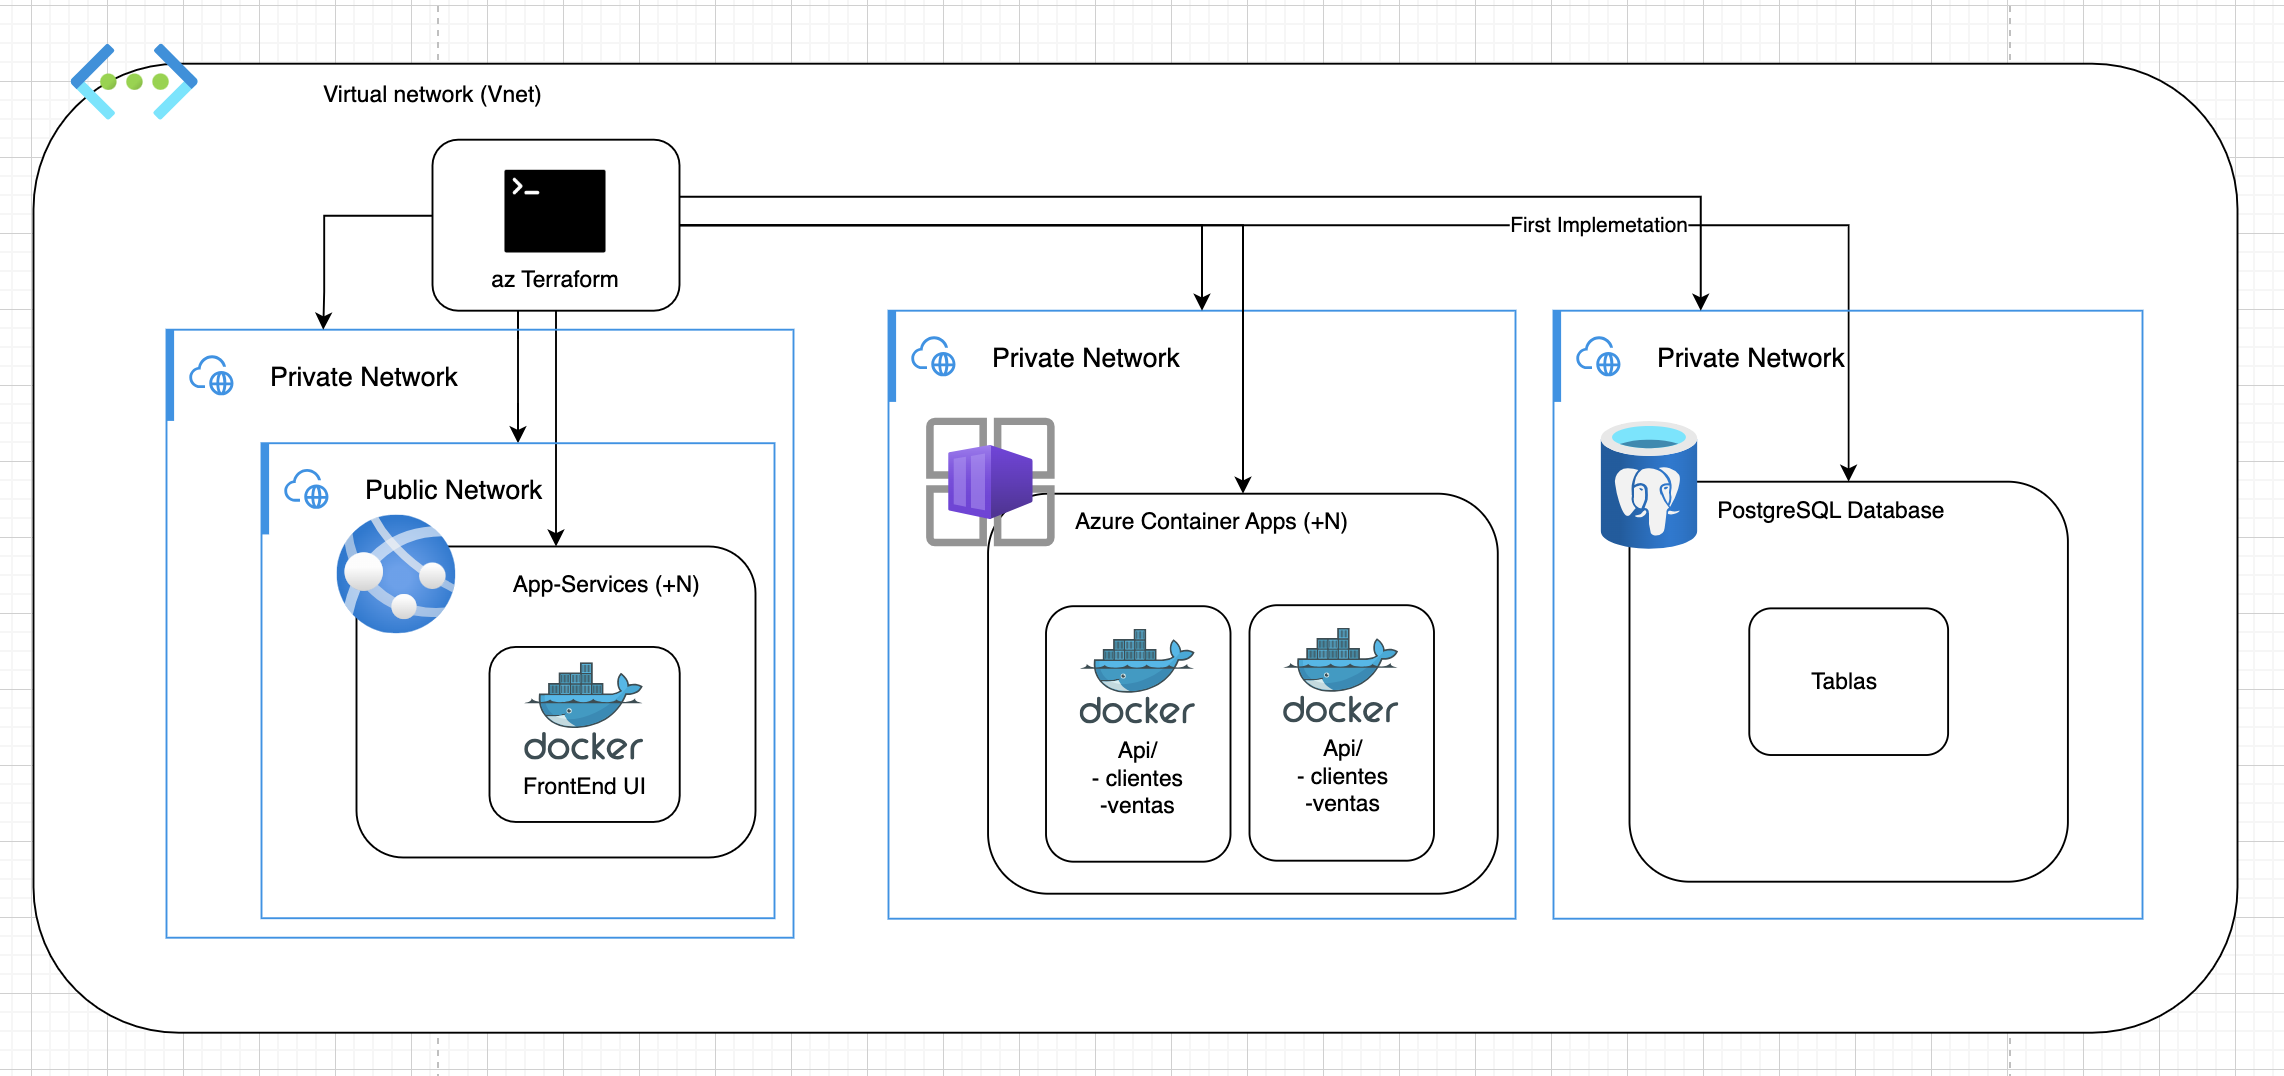 Virtual network (Vnet)
>_
az Terraform
First Implemetation
Private Network
Public Network
App-Services (+N)
docker
FrontEnd UI
Private Network
Azure Container Apps (+N)
docker
Api/
- clientes
-ventas
docker
Api/
- clientes
-ventas
Private Network
PostgreSQL Database
Tablas